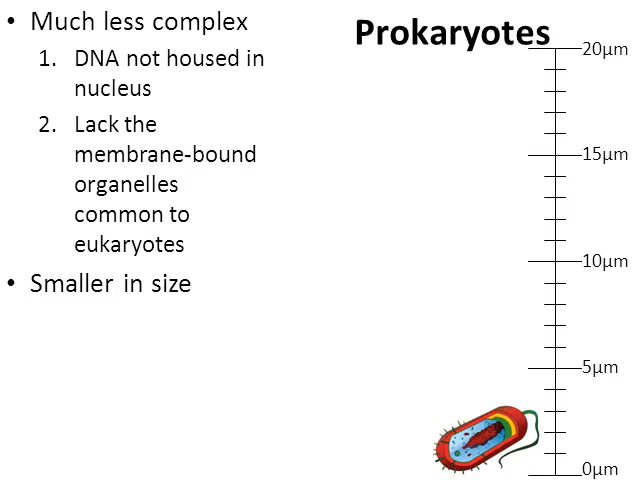 • Much less complex
1. DNA not housed in
nucleus
2. Lack the
membrane-bound
organelles
common to
eukaryotes
• Smaller in size
Prokaryotes
20µm
15µm
10µm
5µm
0µm